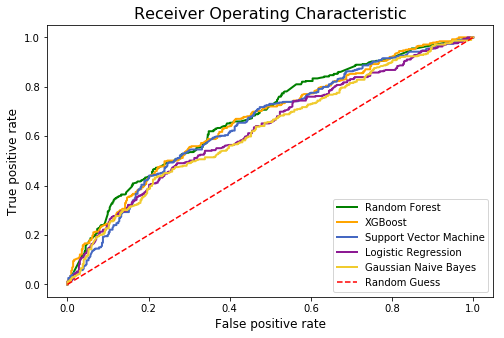 Receiver Operating Characteristic
True positive rate
1.0
0.8
0.6
0.4
0.2
0.0
Random Forest
XGBoost
Support Vector Machine
Logistic Regression
Gaussian Naive Bayes
Random Guess
0.0 0.2 0.4 0.6 0.8 1.0
False positive rate